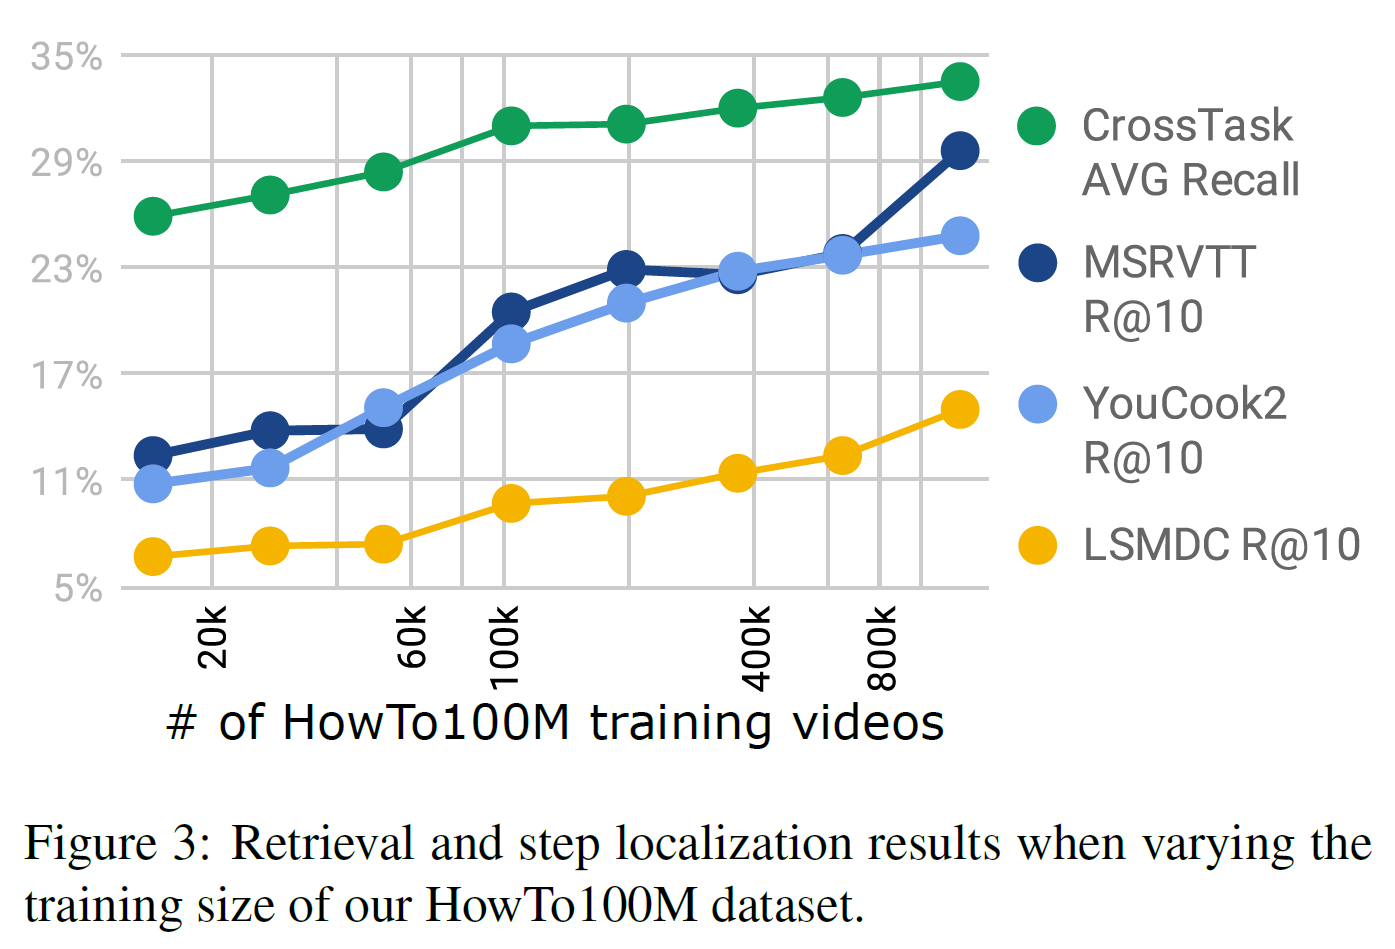 35%
29%
23%
17%
11%
5%
20k
60k
100k
400k
800k
# of HowTo100M training videos
CrossTask
AVG Recall
MSRVTT
R@10
YouCook2
R@10
LSMDC R@10
Figure 3: Retrieval and step localization results when varying the
training size of our HowTo100M dataset.